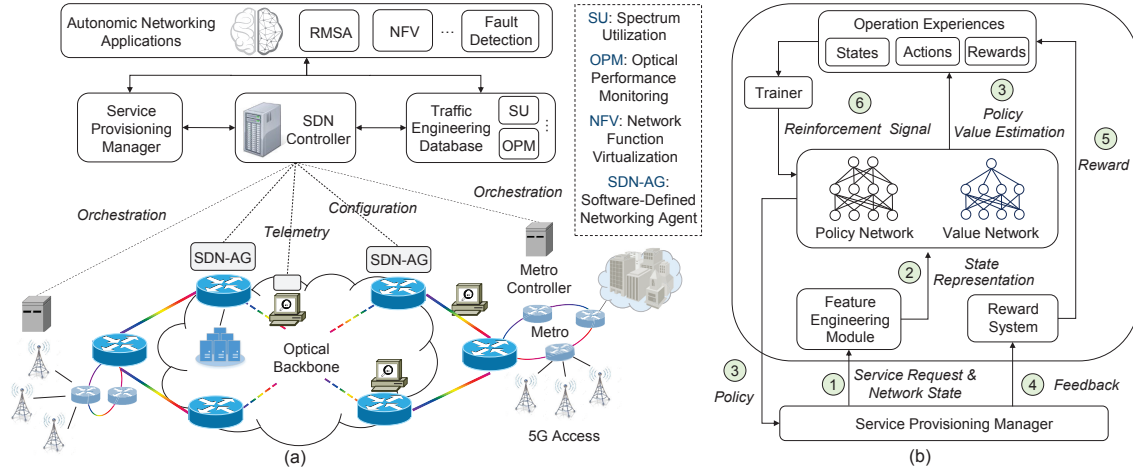 Autonomic Networking
Applications
RMSA
NFV
...
Fault
Detection
Service
Provisioning
Manager
SDN
Controller
Traffic
Engineering
Database
SU
OPM
...
Orchestration
Telemetry
Configuration
Orchestration
SDN-AG
SDN-AG
Metro
Controller
Metro
Optical
Backbone
5G Access
(a)
SU: Spectrum
Utilization
OPM: Optical
Performance
Monitoring
NFV: Network
Function
Virtualization
SDN-AG:
Software-Defined
Networking Agent
Operation Experiences
States
Actions
Rewards
Trainer
6
Reinforcement Signal
3
Policy
Value Estimation
5
Reward
Policy Network
Value Network
2
State
Representation
Feature
Engineering
Module
Reward
System
3
Policy
1
Service Request &
Network State
4
Feedback
Service Provisioning Manager
(b)